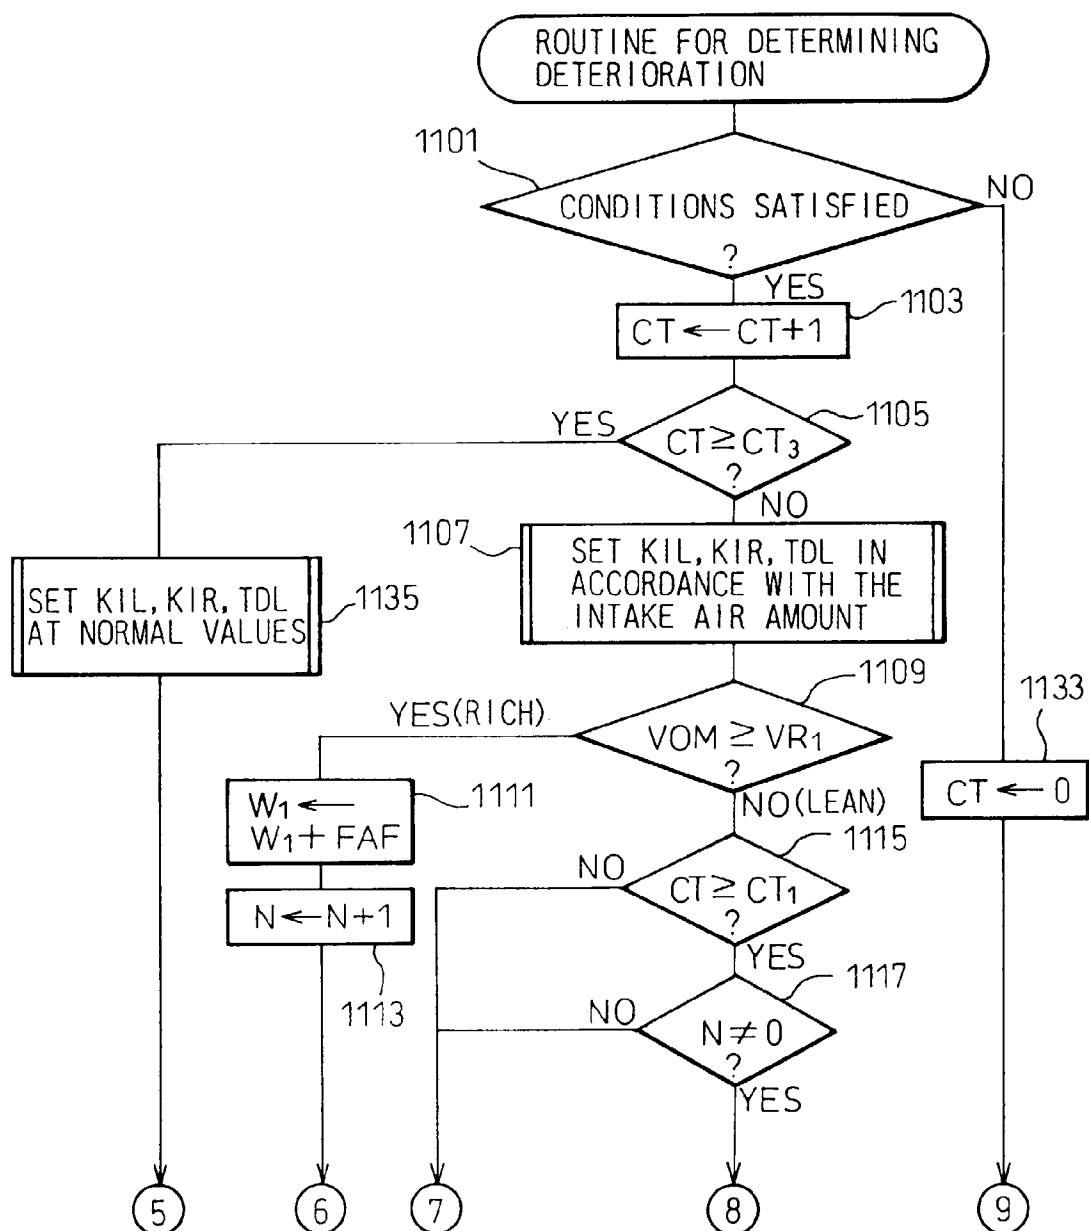 ROUTINE FOR DETERMINING
DETERIORATION
1101
CONDITIONS SATISFIED
?
NO
YES
1103
CT ← CT+1
1105
YES
CT ≥ CT₃
?
NO
1107
SET KIL, KIR, TDL IN
ACCORDANCE WITH THE
INTAKE AIR AMOUNT
SET KIL, KIR, TDL
AT NORMAL VALUES
1135
1109
YES(RICH)
VOM ≥ VR₁
?
NO(LEAN)
1133
CT ← 0
W₁ ←
W₁ + FAF
1111
1115
NO
CT ≥ CT₁
?
YES
N ← N+1
1113
1117
NO
N ≠ 0
?
YES
5
6
7
8
9